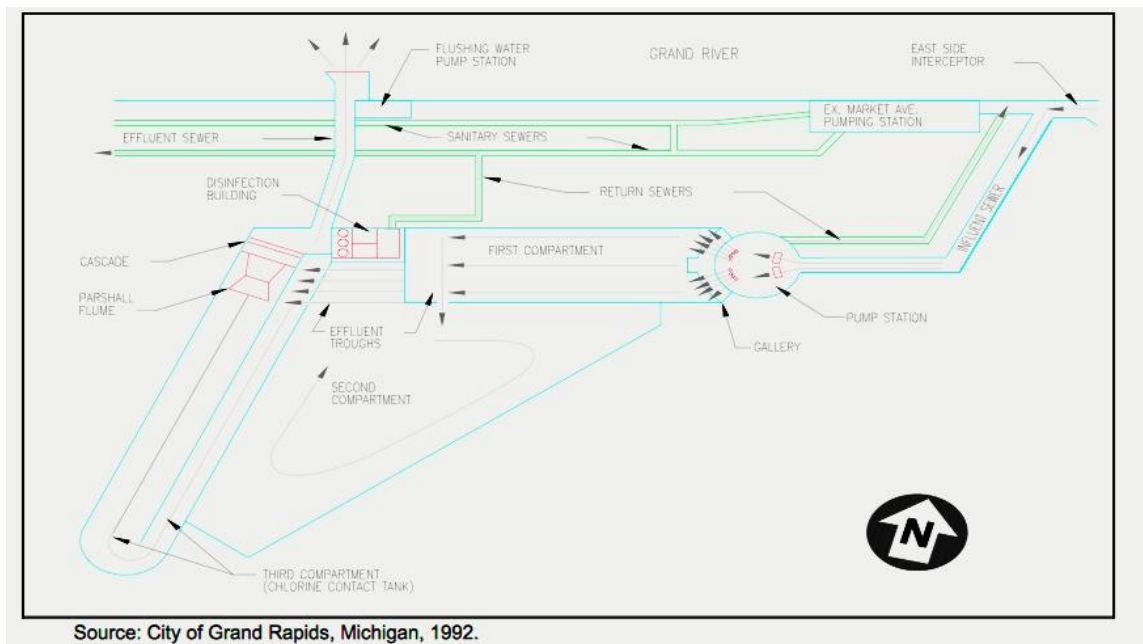 FLUSHING WATER
PUMP STATION
GRAND RIVER
EAST SIDE
INTERCEPTOR
EX. MARKET AVE.
PUMPING STATION
EFFLUENT SEWER
SANITARY SEWERS
DISINFECTION
BUILDING
RETURN SEWERS
INFLUENT SEWER
CASCADE
FIRST COMPARTMENT
PARSHALL
FLUME
PUMP STATION
EFFLUENT
TROUGHS
GALLERY
SECOND
COMPARTMENT
N
THIRD COMPARTMENT
(CHLORINE CONTACT TANK)
Source: City of Grand Rapids, Michigan, 1992.